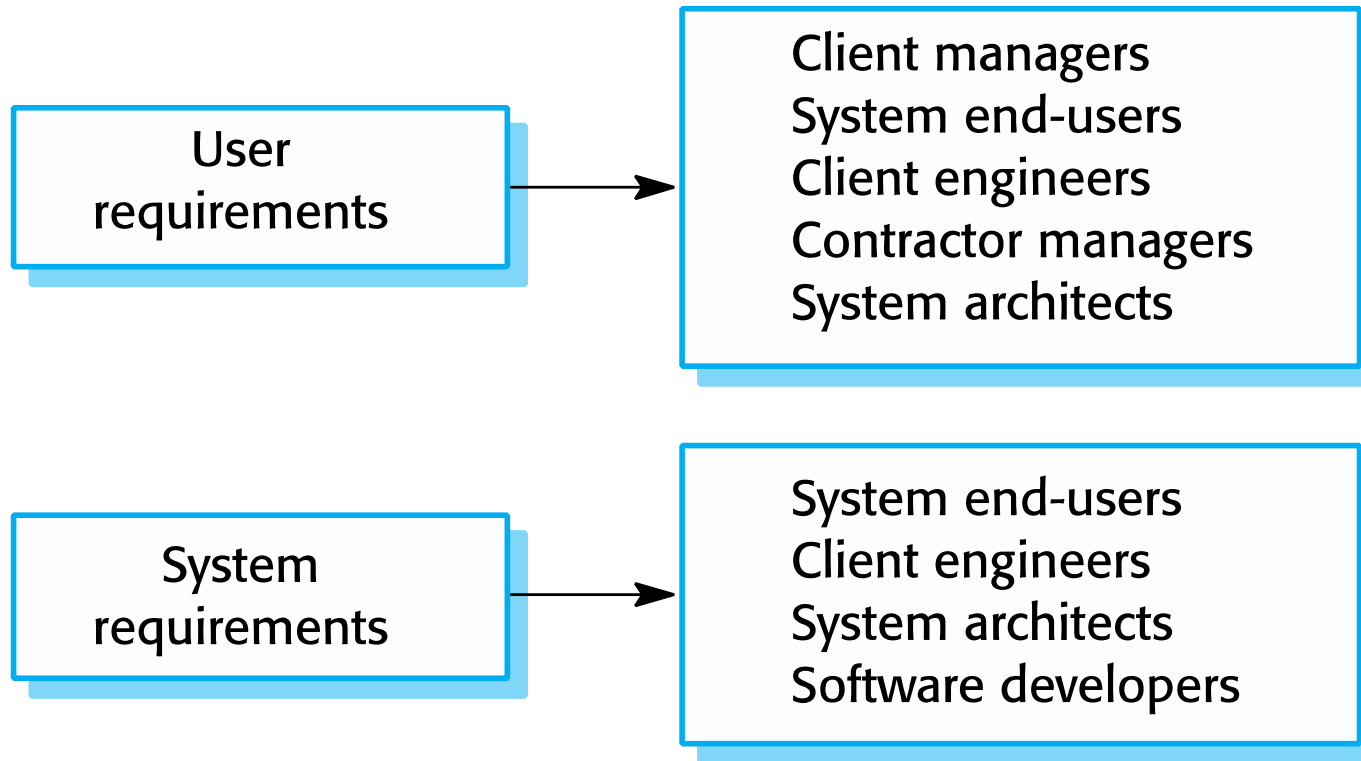 User
requirements
Client managers
System end-users
Client engineers
Contractor managers
System architects
System
requirements
System end-users
Client engineers
System architects
Software developers